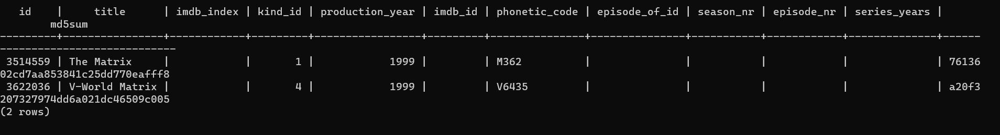 id    |     title      | imdb_index | kind_id | production_year | imdb_id | phonetic_code | episode_of_id | season_nr | episode_nr | series_years |
        md5sum
---------+----------------+------------+---------+-----------------+---------+---------------+---------------+-----------+------------+--------------+------
----------------------------
 3514559 | The Matrix     |            |       1 |            1999 |         | M362          |               |           |            |              | 76136
02cd7aa853841c25dd770eafff8
 3622036 | V-World Matrix |            |       4 |            1999 |         | V6435         |               |           |            |              | a20f3
207327974dd6a021dc46509c005
(2 rows)